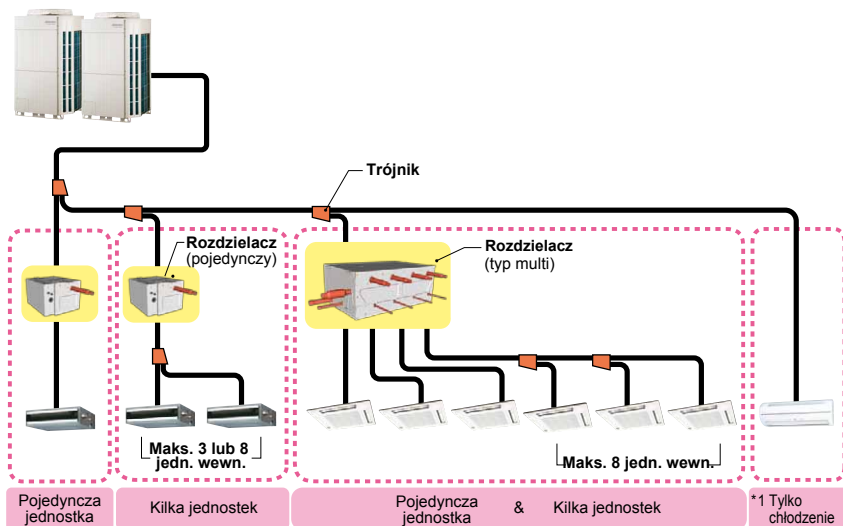 Trójnik
Rozdzielacz
(pojedynczy)
Rozdzielacz
(typ multi)
Maks. 3 lub 8
jedn. wewn.
Maks. 8 jedn. wewn.
Pojedyncza
jednostka
Kilka jednostek
Pojedyncza
jednostka
& Kilka jednostek
*1 Tylko
chłodzenie